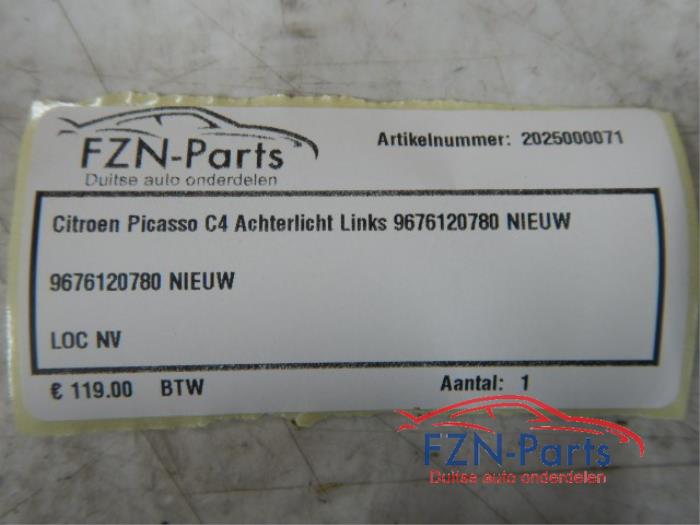 FZN-Parts
Duitse auto onderdelen
Artikelnummer: 2025000071
Citroen Picasso C4 Achterlicht Links 9676120780 NIEUW
9676120780 NIEUW
LOC NV
€ 119.00 BTW Aantal: 1
FZN-Parts
Duitse auto onderdelen